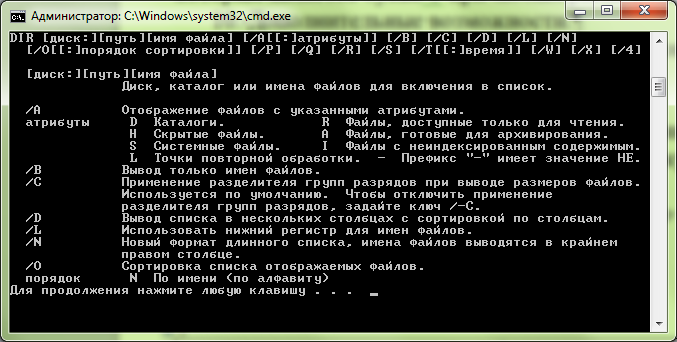 Администратор: C:\Windows\system32\cmd.exe
DIR [диск:][путь][имя файла] [/A[[:]атрибуты]] [/B] [/C] [/D] [/L] [/N]
[/O[[:]порядок сортировки]] [/P] [/Q] [/R] [/S] [/T[[:]время]] [/W] [/X] [/4]
[диск:][путь][имя файла]
Диск, каталог или имена файлов для включения в список.
/A Отображение файлов с указанными атрибутами.
атрибуты D Каталоги. R Файлы, доступные только для чтения.
H Скрытые файлы. A Файлы, готовые для архивирования.
S Системные файлы. I Файлы с неиндексированным содержимым.
L Точки повторной обработки. - Префикс "-" имеет значение НЕ.
/B Вывод только имен файлов.
/C Применение разделителя групп разрядов при выводе размеров файлов.
Используется по умолчанию. Чтобы отключить применение
разделителя групп разрядов, задайте ключ /-C.
/D Вывод списка в нескольких столбцах с сортировкой по столбцам.
/L Использовать нижний регистр для имен файлов.
/N Новый формат длинного списка, имена файлов выводятся в крайнем
правом столбце.
/O Сортировка списка отображаемых файлов.
порядок N По имени (по алфавиту)
Для продолжения нажмите любую клавишу . . . _